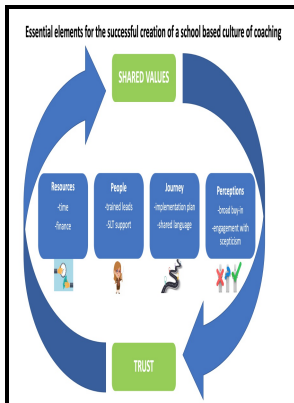 Essential elements for the successful creation of a school based culture of coaching
SHARED VALUES
Resources
-time
-finance
People
-trained leads
-SLT support
Journey
-implementation plan
-shared language
Perceptions
-broad buy-in
-engagement with
scepticism
TRUST